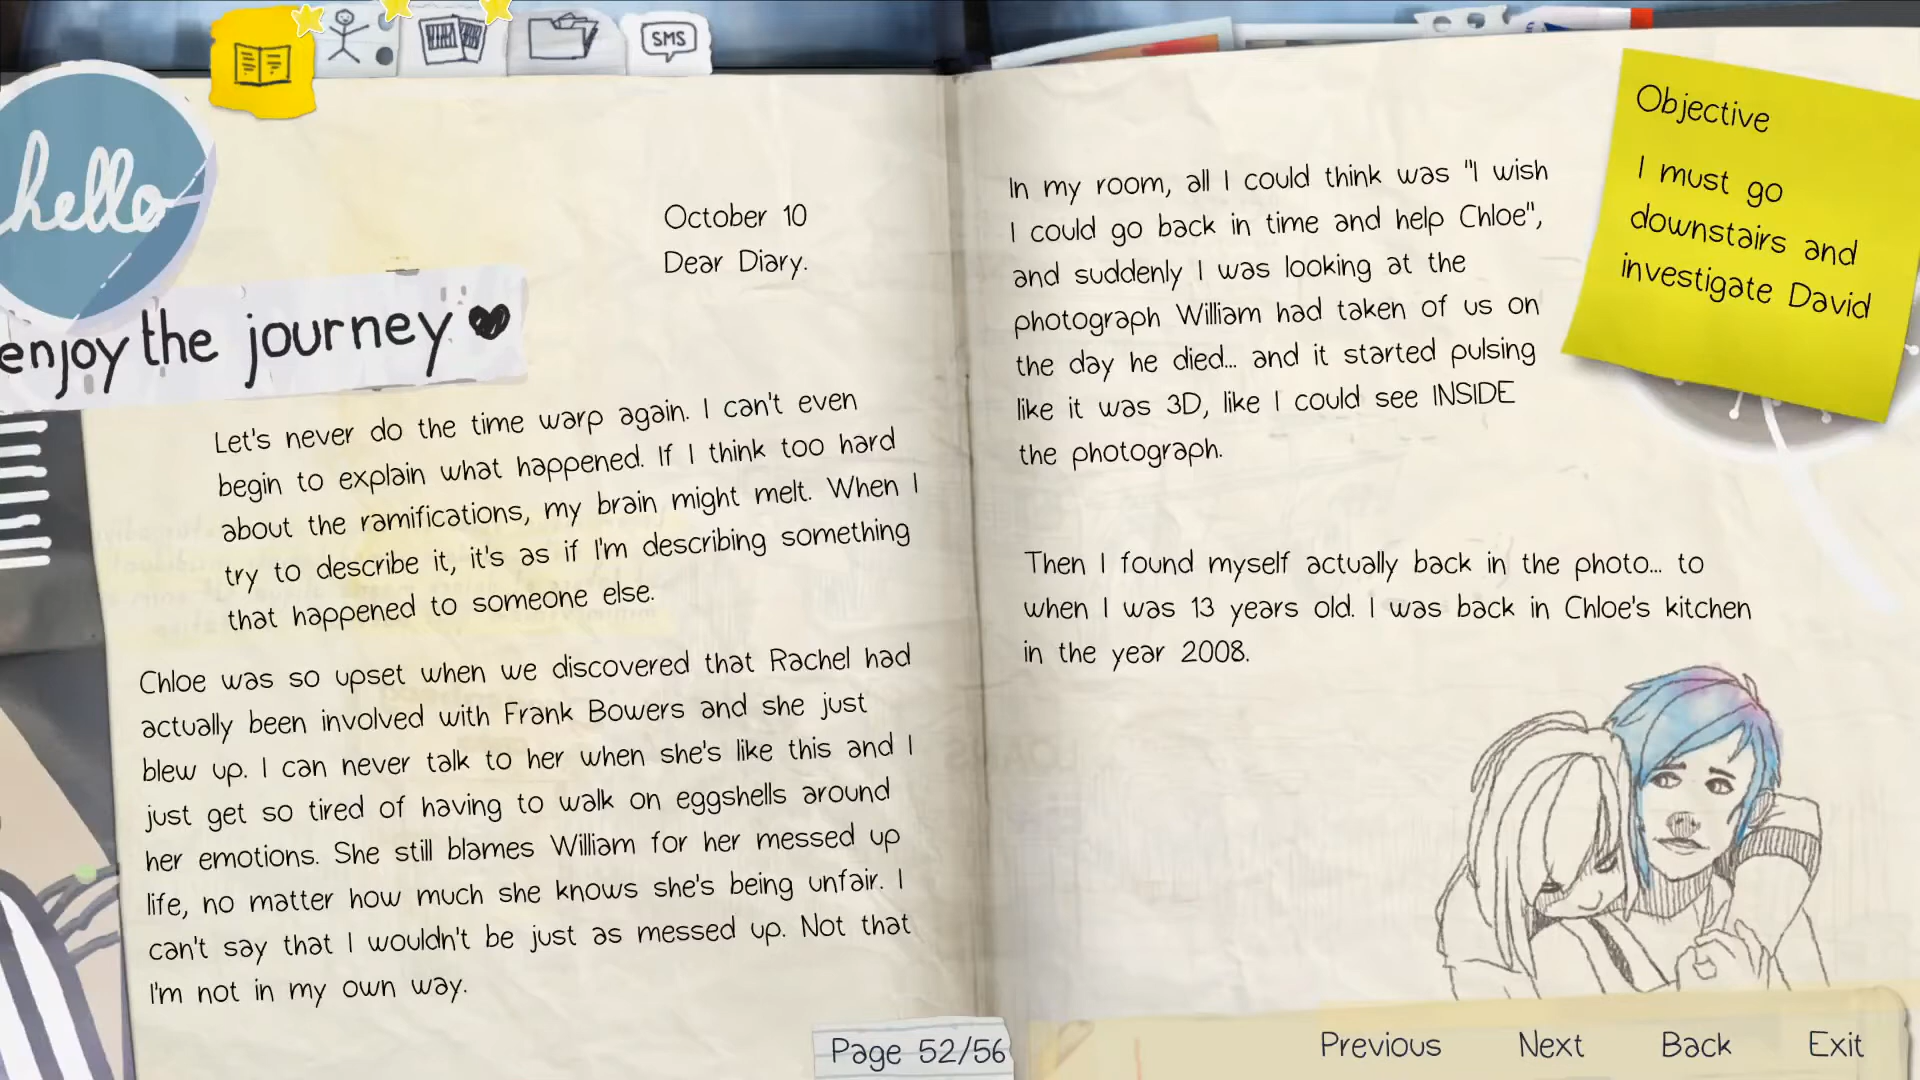 SMS
hello
enjoy the journey
October 10
Dear Diary.
Let's never do the time warp again. I can't even
begin to explain what happened. If I think too hard
about the ramifications, my brain might melt. When I
try to describe it, it's as if I'm describing something
that happened to someone else.
Chloe was so upset when we discovered that Rachel had
actually been involved with Frank Bowers and she just
blew up. I can never talk to her when she's like this and I
just get so tired of having to walk on eggshells around
her emotions. She still blames William for her messed up
life, no matter how much she knows she's being unfair. I
can't say that I wouldn't be just as messed up. Not that
I'm not in my own way.
In my room, all I could think was "I wish
I could go back in time and help Chloe",
and suddenly I was looking at the
photograph William had taken of us on
the day he died... and it started pulsing
like it was 3D, like I could see INSIDE
the photograph.
Then I found myself actually back in the photo... to
when I was 13 years old. I was back in Chloe's kitchen
in the year 2008.
Objective
I must go
downstairs and
investigate David
Page 52/56
Previous Next Back Exit